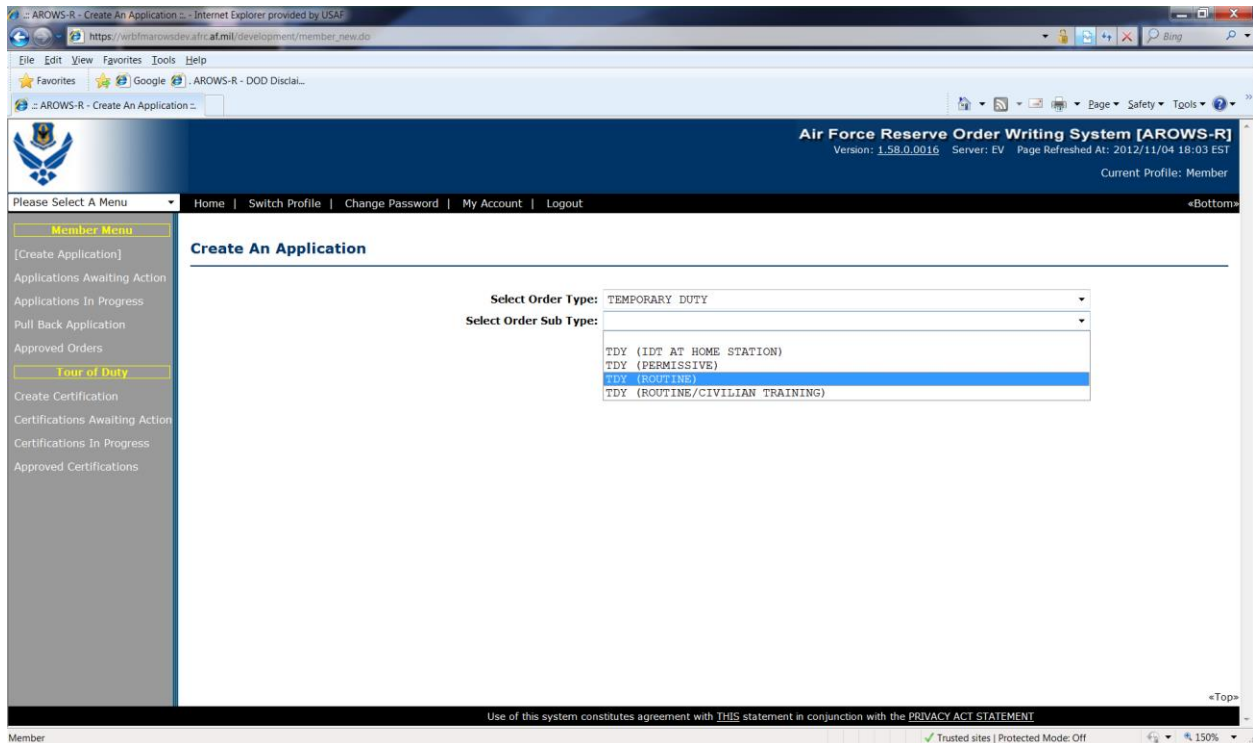 .:: AROWS-R - Create An Application ::. - Internet Explorer provided by USAF
https://wrbfmarowsdev.afrc.af.mil/development/member_new.do
Bing
File Edit View Favorites Tools Help
Favorites Google . AROWS-R - DOD Disclai...
.:: AROWS-R - Create An Application ::.
Page Safety Tools
Air Force Reserve Order Writing System [AROWS-R]
Version: 1.58.0.0016 Server: EV Page Refreshed At: 2012/11/04 18:03 EST
Current Profile: Member
Please Select A Menu Home | Switch Profile | Change Password | My Account | Logout «Bottom»
Member Menu
[Create Application]
Applications Awaiting Action
Applications In Progress
Pull Back Application
Approved Orders
Tour of Duty
Create Certification
Certifications Awaiting Action
Certifications In Progress
Approved Certifications
Create An Application
Select Order Type: TEMPORARY DUTY
Select Order Sub Type:
TDY (IDT AT HOME STATION)
TDY (PERMISSIVE)
TDY (ROUTINE)
TDY (ROUTINE/CIVILIAN TRAINING)
«Top»
Use of this system constitutes agreement with THIS statement in conjunction with the PRIVACY ACT STATEMENT
Member Trusted sites | Protected Mode: Off 150%